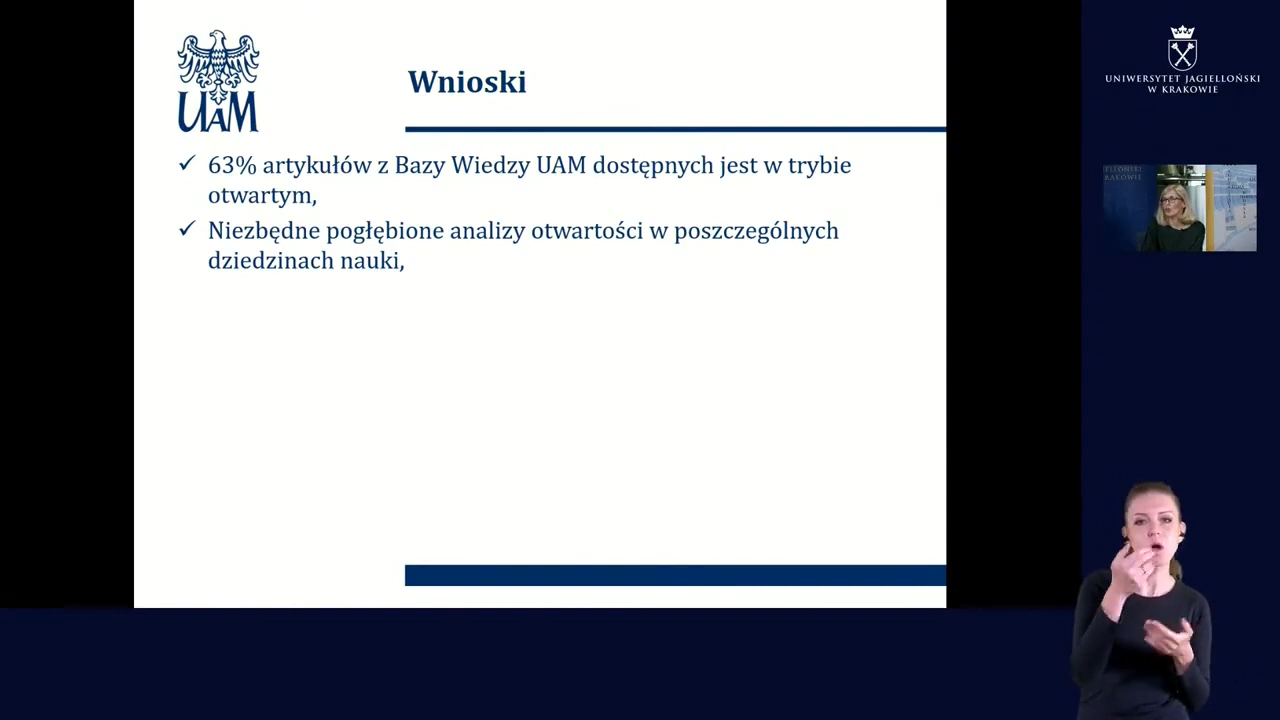 UAM
Wnioski
✓ 63% artykułów z Bazy Wiedzy UAM dostępnych jest w trybie
otwartym,
✓ Niezbędne pogłębione analizy otwartości w poszczególnych
dziedzinach nauki,
UNIWERSYTET JAGIELLOŃSKI
W KRAKOWIE